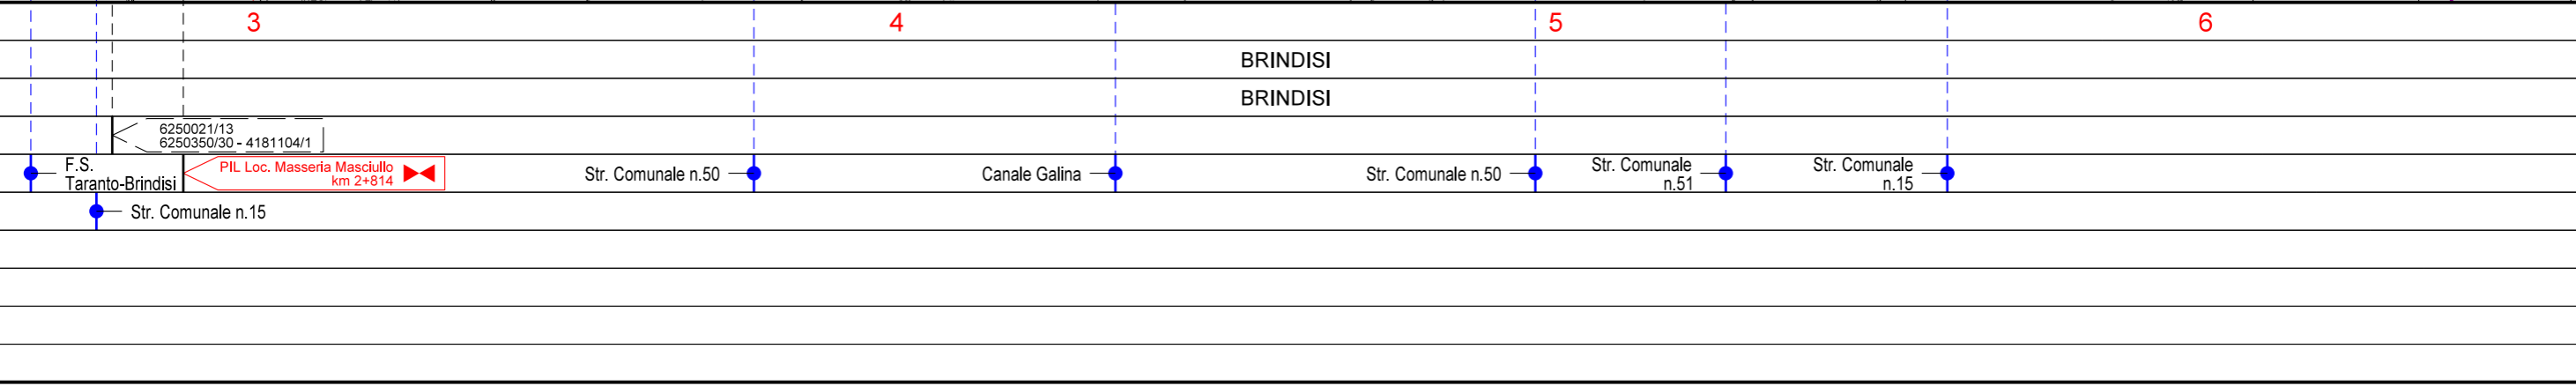 3 4 5 6
BRINDISI
BRINDISI
6250021/13
6250350/30 - 4181104/1
F.S.
Taranto-Brindisi
PIL Loc. Masseria Masciullo
km 2+814
Str. Comunale n.50
Canale Galina
Str. Comunale n.50
Str. Comunale
n.51
Str. Comunale
n.15
Str. Comunale n.15